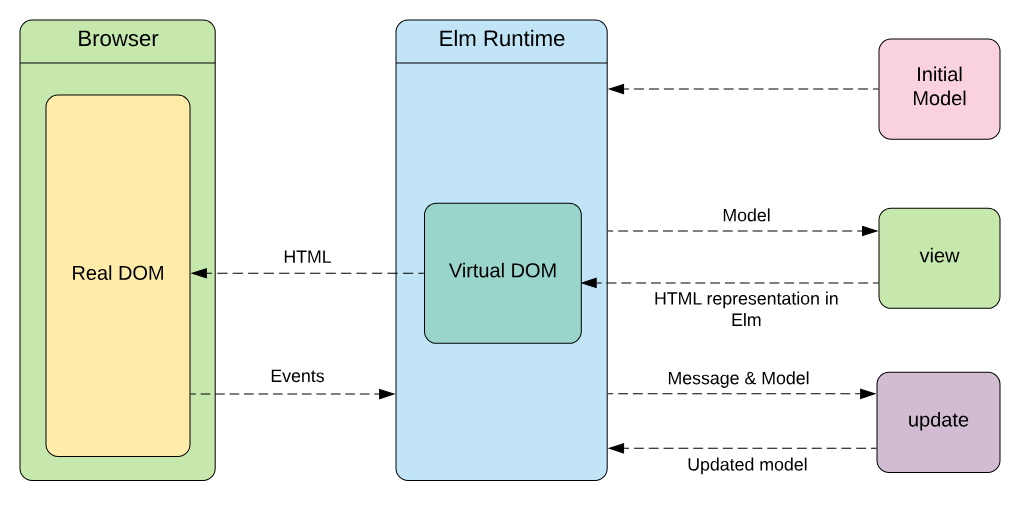 Browser
Elm Runtime
Initial
Model
Model
view
HTML
Real DOM
Virtual DOM
HTML representation in
Elm
Events
Message & Model
update
Updated model